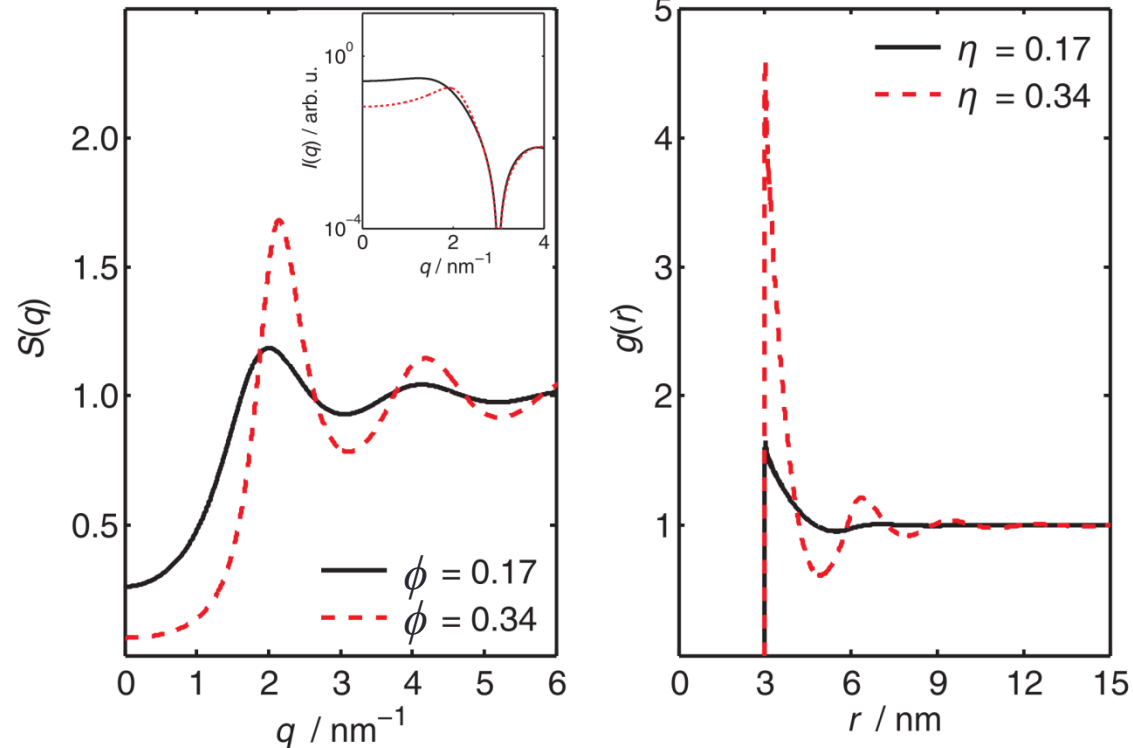 S(q)
2.0
1.5
1.0
0.5
0 1 2 3 4 5 6
q / nm⁻¹
ϕ = 0.17
ϕ = 0.34
I(q) / arb. u.
10⁰
10⁻⁴
0 2 4
q / nm⁻¹
g(r)
5
4
3
2
1
0 3 6 9 12 15
r / nm
η = 0.17
η = 0.34